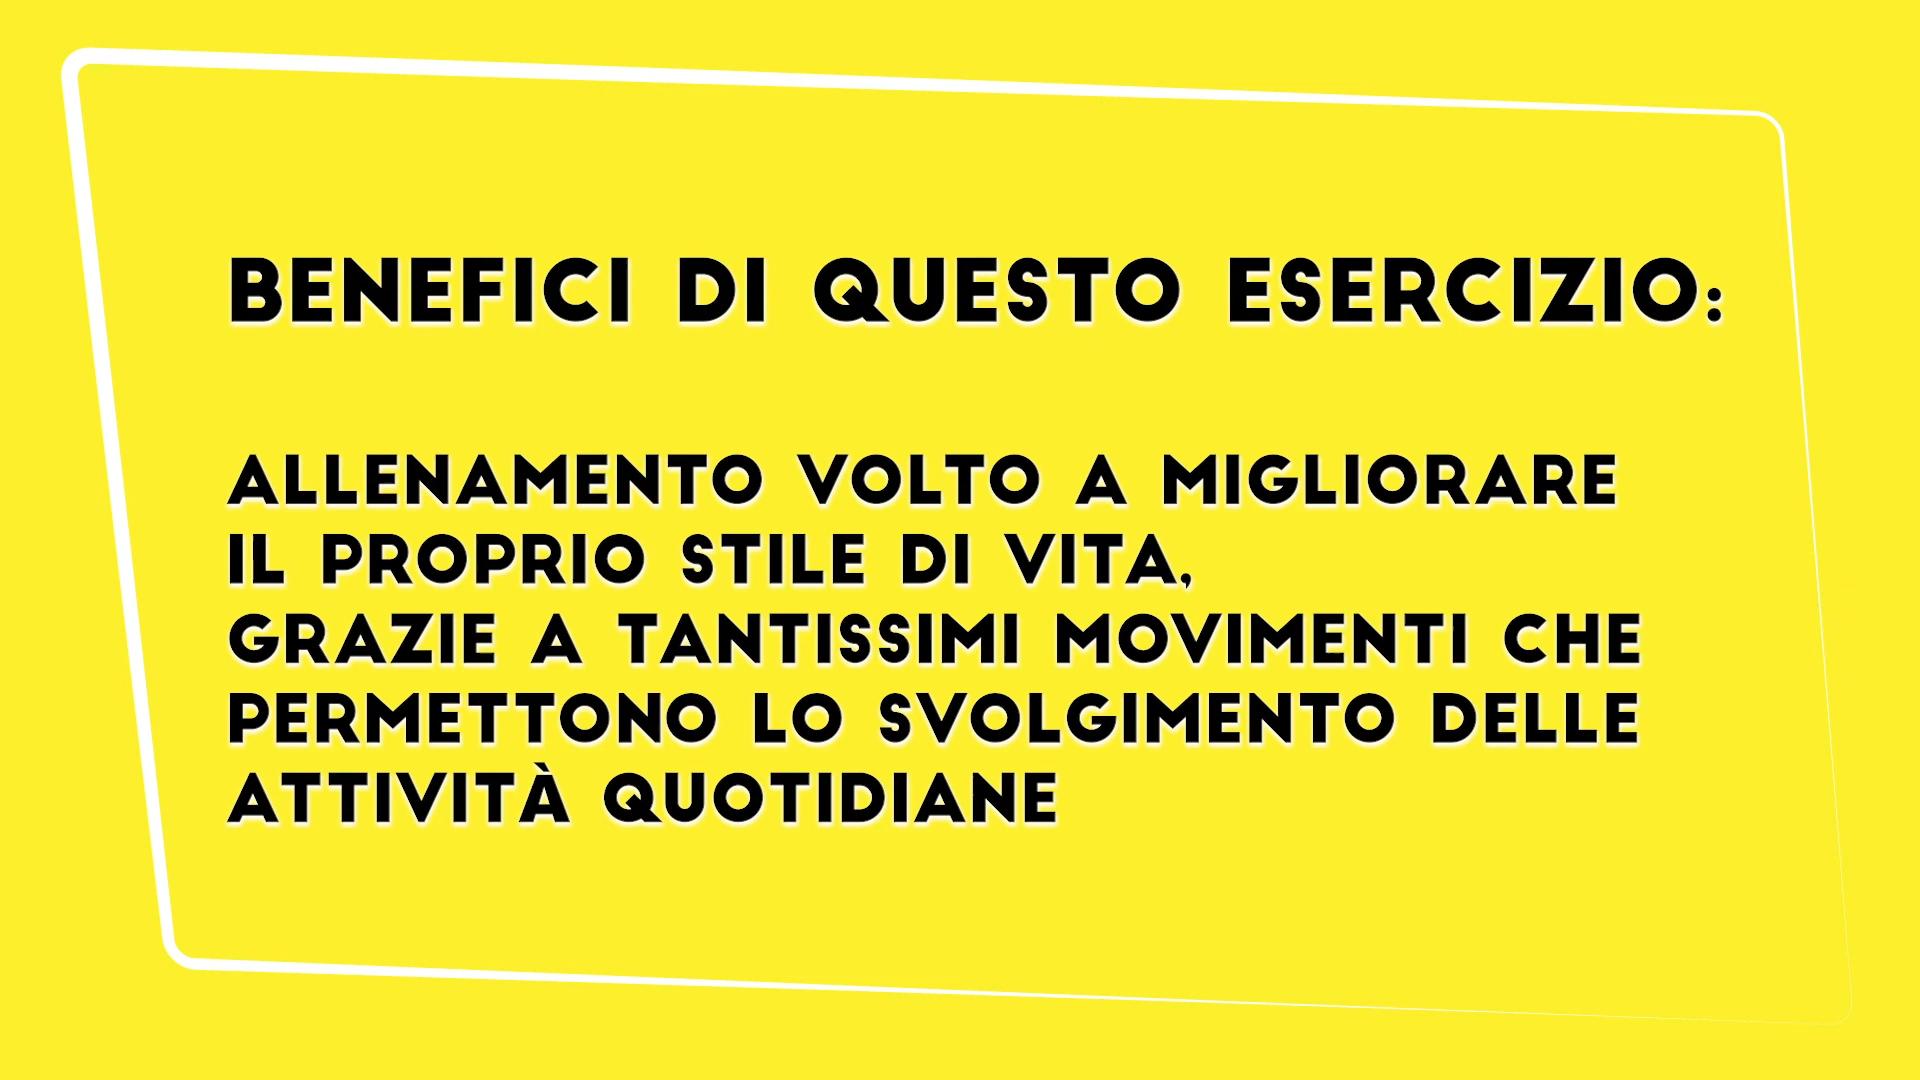 BENEFICI DI QUESTO ESERCIZIO:
ALLENAMENTO VOLTO A MIGLIORARE
IL PROPRIO STILE DI VITA,
GRAZIE A TANTISSIMI MOVIMENTI CHE
PERMETTONO LO SVOLGIMENTO DELLE
ATTIVITÀ QUOTIDIANE